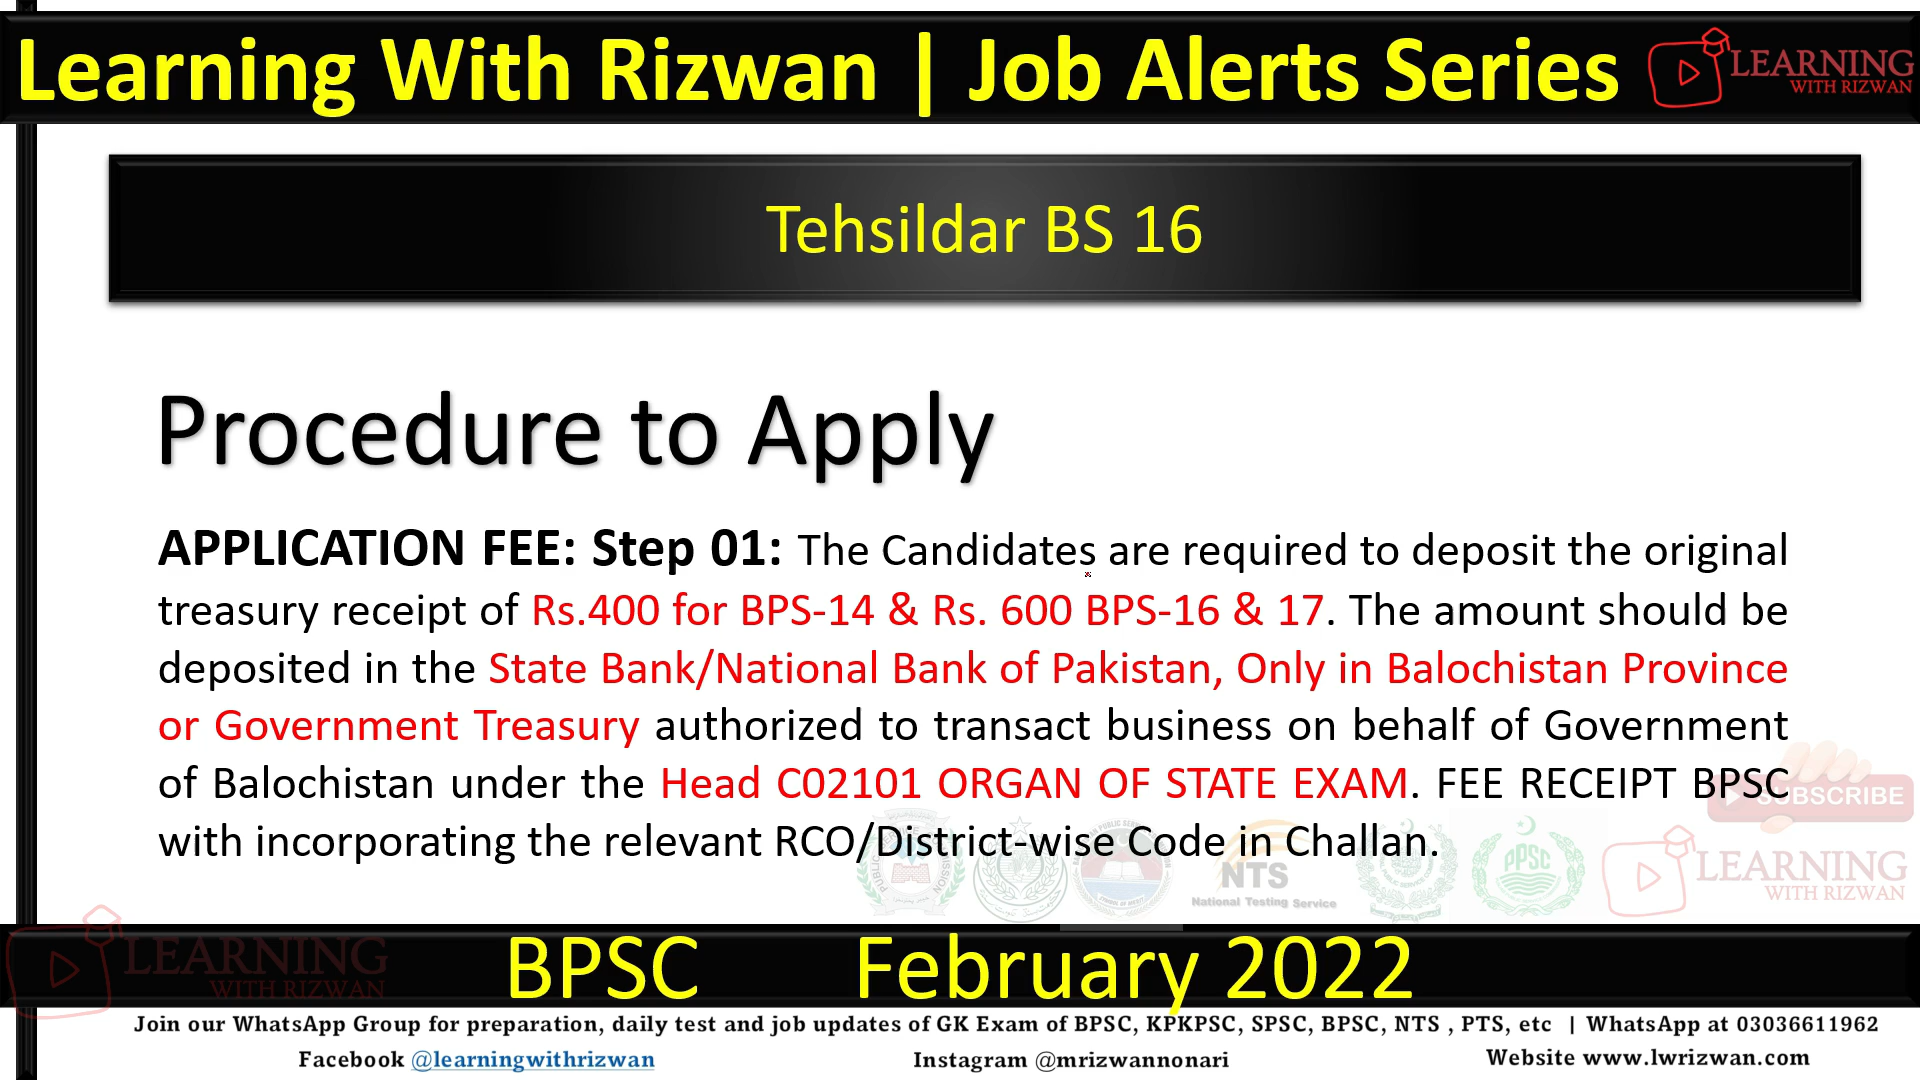 Learning With Rizwan | Job Alerts Series
LEARNING
WITH RIZWAN
Tehsildar BS 16
Procedure to Apply
APPLICATION FEE: Step 01: The Candidates are required to deposit the original
treasury receipt of Rs.400 for BPS-14 & Rs. 600 BPS-16 & 17. The amount should be
deposited in the State Bank/National Bank of Pakistan, Only in Balochistan Province
or Government Treasury authorized to transact business on behalf of Government
of Balochistan under the Head C02101 ORGAN OF STATE EXAM. FEE RECEIPT BPSC
with incorporating the relevant RCO/District-wise Code in Challan.
SUBSCRIBE
NTS
National Testing Service
PPSC
LEARNING
WITH RIZWAN
LEARNING
WITH RIZWAN
BPSC February 2022
Join our WhatsApp Group for preparation, daily test and job updates of GK Exam of BPSC, KPKPSC, SPSC, BPSC, NTS , PTS, etc | WhatsApp at 03036611962
Facebook @learningwithrizwan Instagram @mrizwannonari Website www.lwrizwan.com